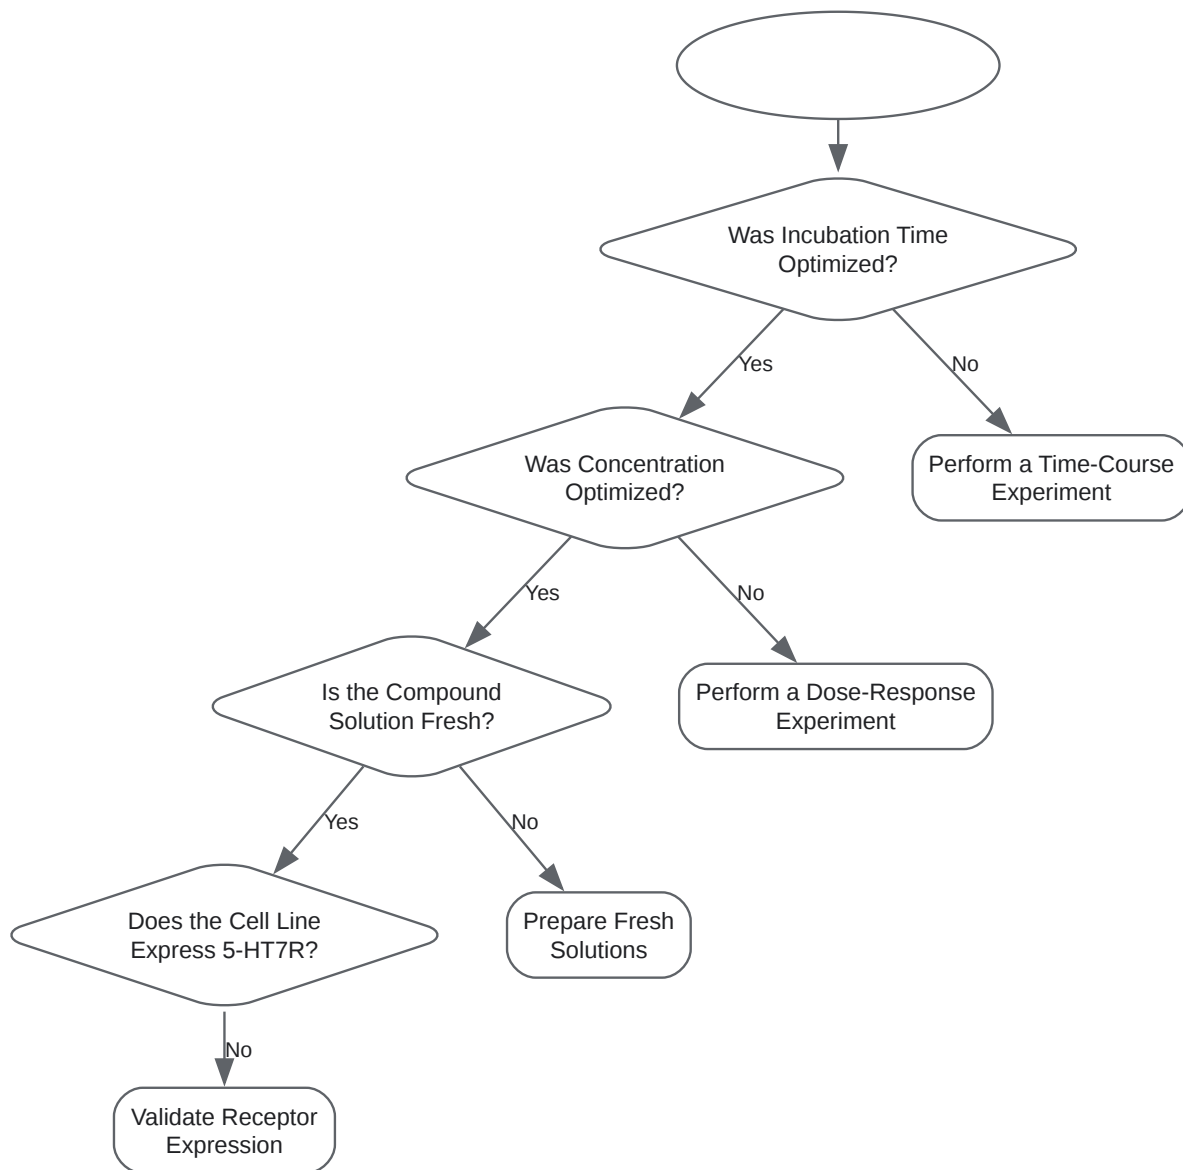 Was Incubation Time
Optimized?
Yes
No
Was Concentration
Optimized?
Perform a Time-Course
Experiment
Yes
No
Is the Compound
Solution Fresh?
Perform a Dose-Response
Experiment
Yes
No
Does the Cell Line
Express 5-HT7R?
Prepare Fresh
Solutions
No
Validate Receptor
Expression